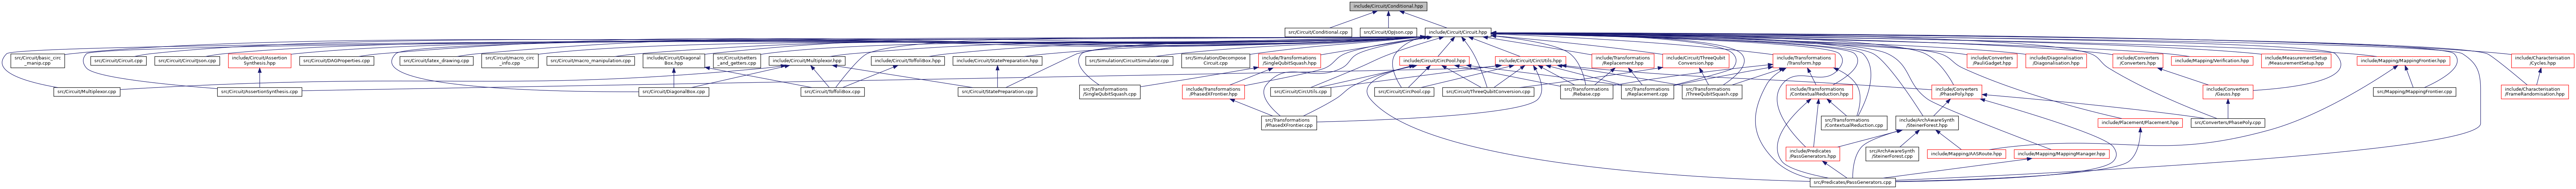 include/Circuit/Conditional.hpp
src/Circuit/Conditional.cpp
src/Circuit/OpJson.cpp
include/Circuit/Circuit.hpp
src/Circuit/basic_circ
_manip.cpp
src/Circuit/Circuit.cpp
src/Circuit/CircuitJson.cpp
include/Circuit/Assertion
Synthesis.hpp
src/Circuit/DAGProperties.cpp
src/Circuit/latex_drawing.cpp
src/Circuit/macro_circ
_info.cpp
src/Circuit/macro_manipulation.cpp
include/Circuit/Diagonal
Box.hpp
src/Circuit/setters
_and_getters.cpp
include/Circuit/Multiplexor.hpp
include/Circuit/ToffoliBox.hpp
include/Circuit/StatePreparation.hpp
src/Simulation/CircuitSimulator.cpp
src/Simulation/Decompose
Circuit.cpp
include/Transformations
/SingleQubitSquash.hpp
include/Circuit/CircPool.hpp
include/Circuit/CircUtils.hpp
include/Transformations
/Replacement.hpp
include/Circuit/ThreeQubit
Conversion.hpp
include/Transformations
/Transform.hpp
include/Converters
/PauliGadget.hpp
include/Diagonalisation
/Diagonalisation.hpp
include/Converters
/Converters.hpp
include/Mapping/Verification.hpp
include/MeasurementSetup
/MeasurementSetup.hpp
include/Mapping/MappingFrontier.hpp
include/Characterisation
/Cycles.hpp
src/Circuit/Multiplexor.cpp
src/Circuit/AssertionSynthesis.cpp
src/Circuit/DiagonalBox.cpp
src/Circuit/ToffoliBox.cpp
src/Circuit/StatePreparation.cpp
src/Transformations
/SingleQubitSquash.cpp
include/Transformations
/PhasedXFrontier.hpp
src/Circuit/CircUtils.cpp
src/Circuit/CircPool.cpp
src/Circuit/ThreeQubitConversion.cpp
src/Transformations
/Rebase.cpp
src/Transformations
/Replacement.cpp
src/Transformations
/ThreeQubitSquash.cpp
include/Transformations
/ContextualReduction.hpp
include/Converters
/PhasePoly.hpp
include/Converters
/Gauss.hpp
src/Mapping/MappingFrontier.cpp
include/Characterisation
/FrameRandomisation.hpp
src/Transformations
/PhasedXFrontier.cpp
src/Transformations
/ContextualReduction.cpp
include/ArchAwareSynth
/SteinerForest.hpp
include/Placement/Placement.hpp
src/Converters/PhasePoly.cpp
include/Predicates
/PassGenerators.hpp
src/ArchAwareSynth
/SteinerForest.cpp
include/Mapping/AASRoute.hpp
include/Mapping/MappingManager.hpp
src/Predicates/PassGenerators.cpp